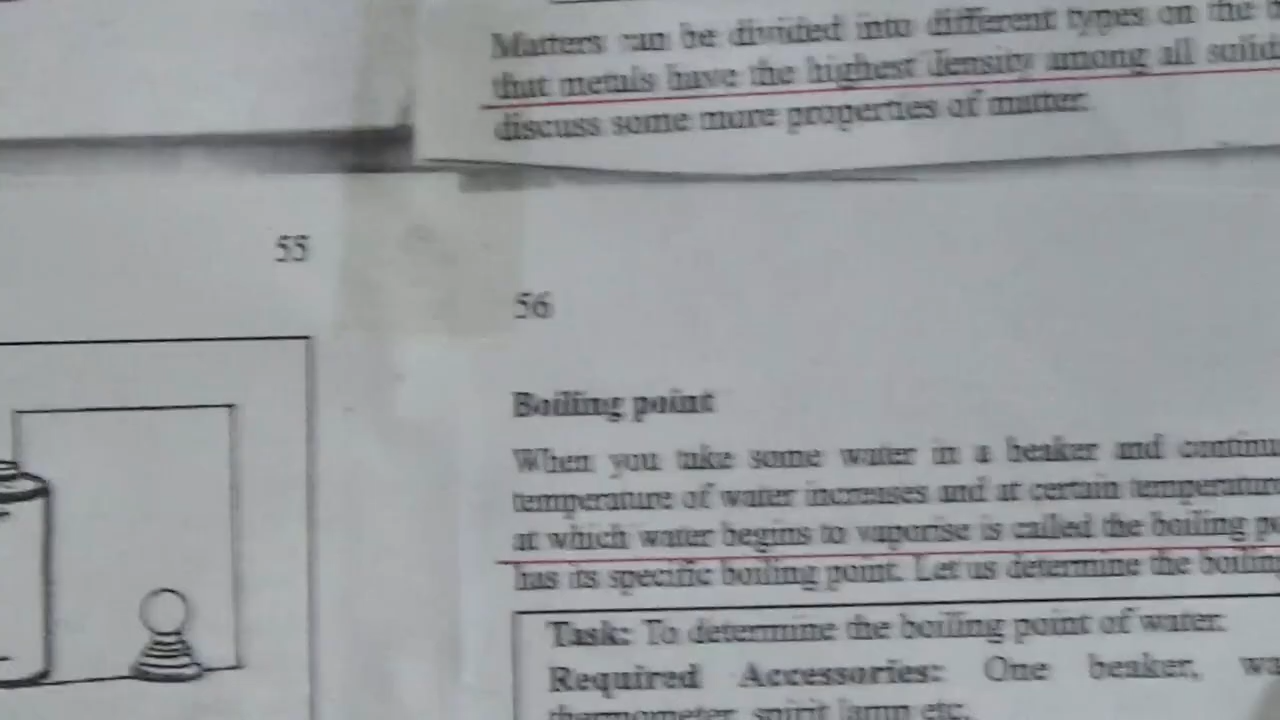 Matters can be divided into different types on the
that metals have the highest density among all solid
discuss some more properties of matter.
55
56
Boiling point
When you take some water in a beaker and continu
temperature of water increases and at certain temperature
at which water begins to vaporise is called the boiling p
has its specific boiling point. Let us determine the boiling
Task: To determine the boiling point of water.
Required Accessories: One beaker, wa
thermometer, spirit lamp etc.